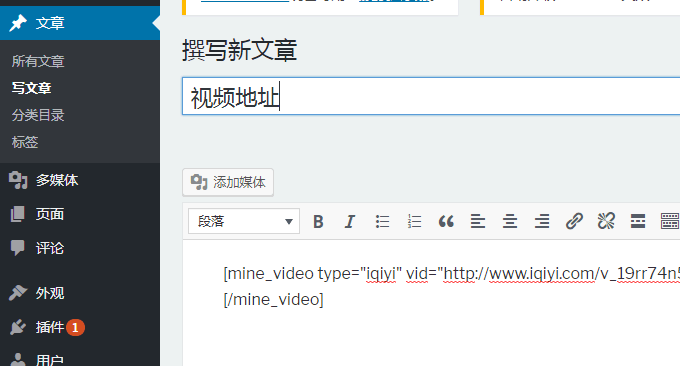 文章
所有文章
写文章
分类目录
标签
多媒体
页面
评论
外观
插件 1
用户
撰写新文章
视频地址
添加媒体
段落
[mine_video type="iqiyi" vid="http://www.iqiyi.com/v_19rr74n5
[/mine_video]